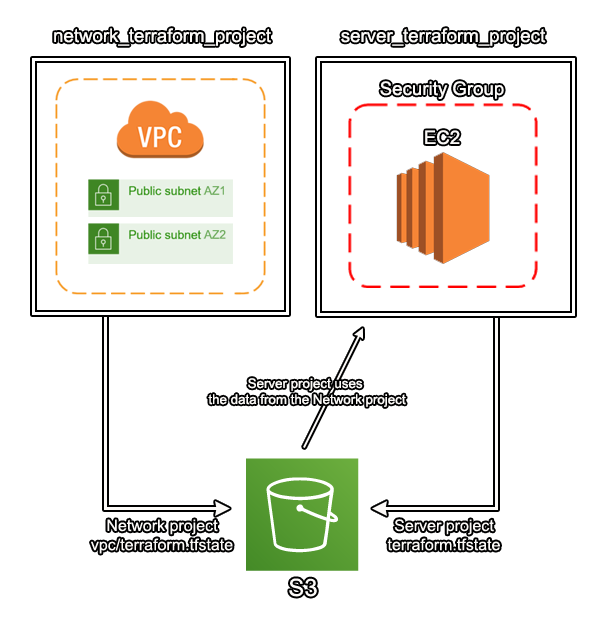 network_terraform_project
server_terraform_project
VPC
Public subnet AZ1
Public subnet AZ2
Security Group
EC2
Server project uses
the data from the Network project
Network project
vpc/terraform.tfstate
Server project
terraform.tfstate
S3